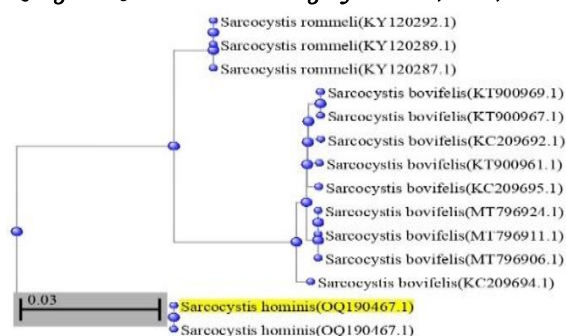 Sarcocystis rommeli(KY120292.1)
Sarcocystis rommeli(KY120289.1)
Sarcocystis rommeli(KY120287.1)
Sarcocystis bovifelis(KT900969.1)
Sarcocystis bovifelis(KT900967.1)
Sarcocystis bovifelis(KC209692.1)
Sarcocystis bovifelis(KT900961.1)
Sarcocystis bovifelis(KC209695.1)
Sarcocystis bovifelis(MT796924.1)
Sarcocystis bovifelis(MT796911.1)
Sarcocystis bovifelis(MT796906.1)
Sarcocystis bovifelis(KC209694.1)
0.03
Sarcocystis hominis(OQ190467.1)
Sarcocystis hominis(OQ190467.1)